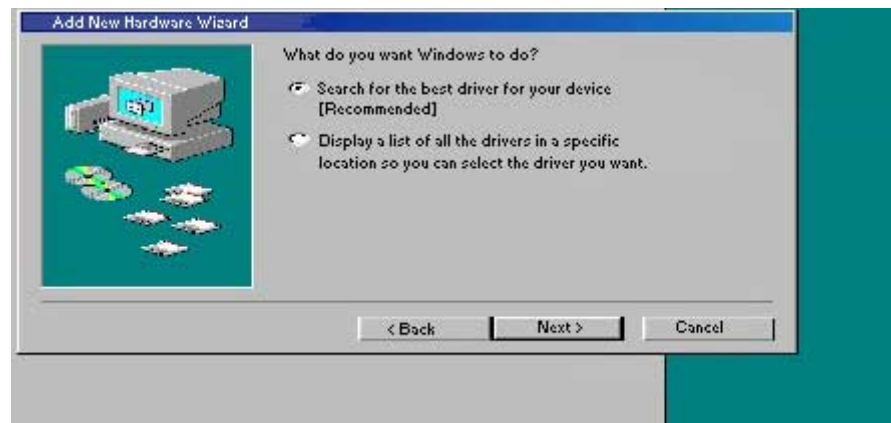 Add New Hardware Wizard
What do you want Windows to do?
Search for the best driver for your device
[Recommended]
Display a list of all the drivers in a specific
location so you can select the driver you want.
< Back
Next >
Cancel